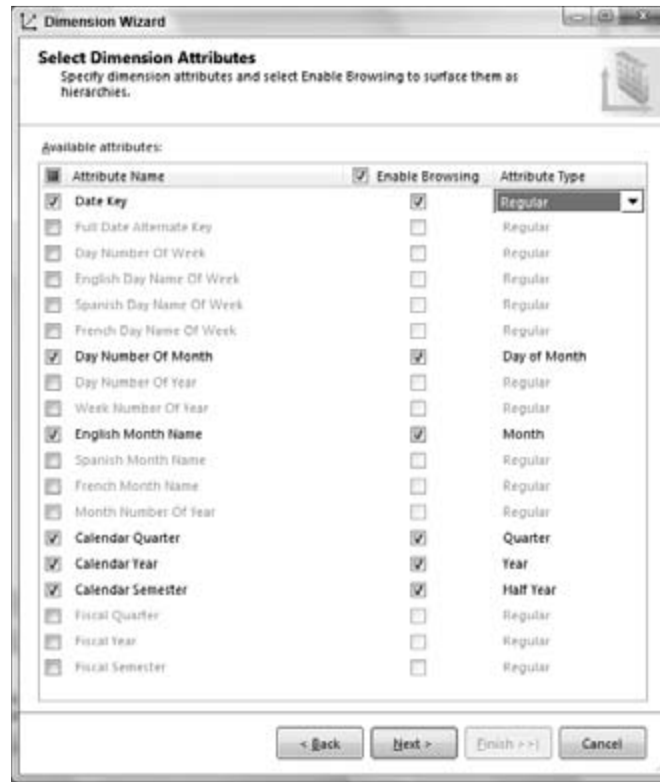 Dimension Wizard
Select Dimension Attributes
Specify dimension attributes and select Enable Browsing to surface them as
hierarchies.
Available attributes:
Attribute Name Enable Browsing Attribute Type
Date Key Regular
Full Date Alternate Key Regular
Day Number Of Week Regular
English Day Name Of Week Regular
Spanish Day Name Of Week Regular
French Day Name Of Week Regular
Day Number Of Month Day of Month
Day Number Of Year Regular
Week Number Of Year Regular
English Month Name Month
Spanish Month Name Regular
French Month Name Regular
Month Number Of Year Regular
Calendar Quarter Quarter
Calendar Year Year
Calendar Semester Half Year
Fiscal Quarter Regular
Fiscal Year Regular
Fiscal Semester Regular
< Back Next > Finish >>| Cancel